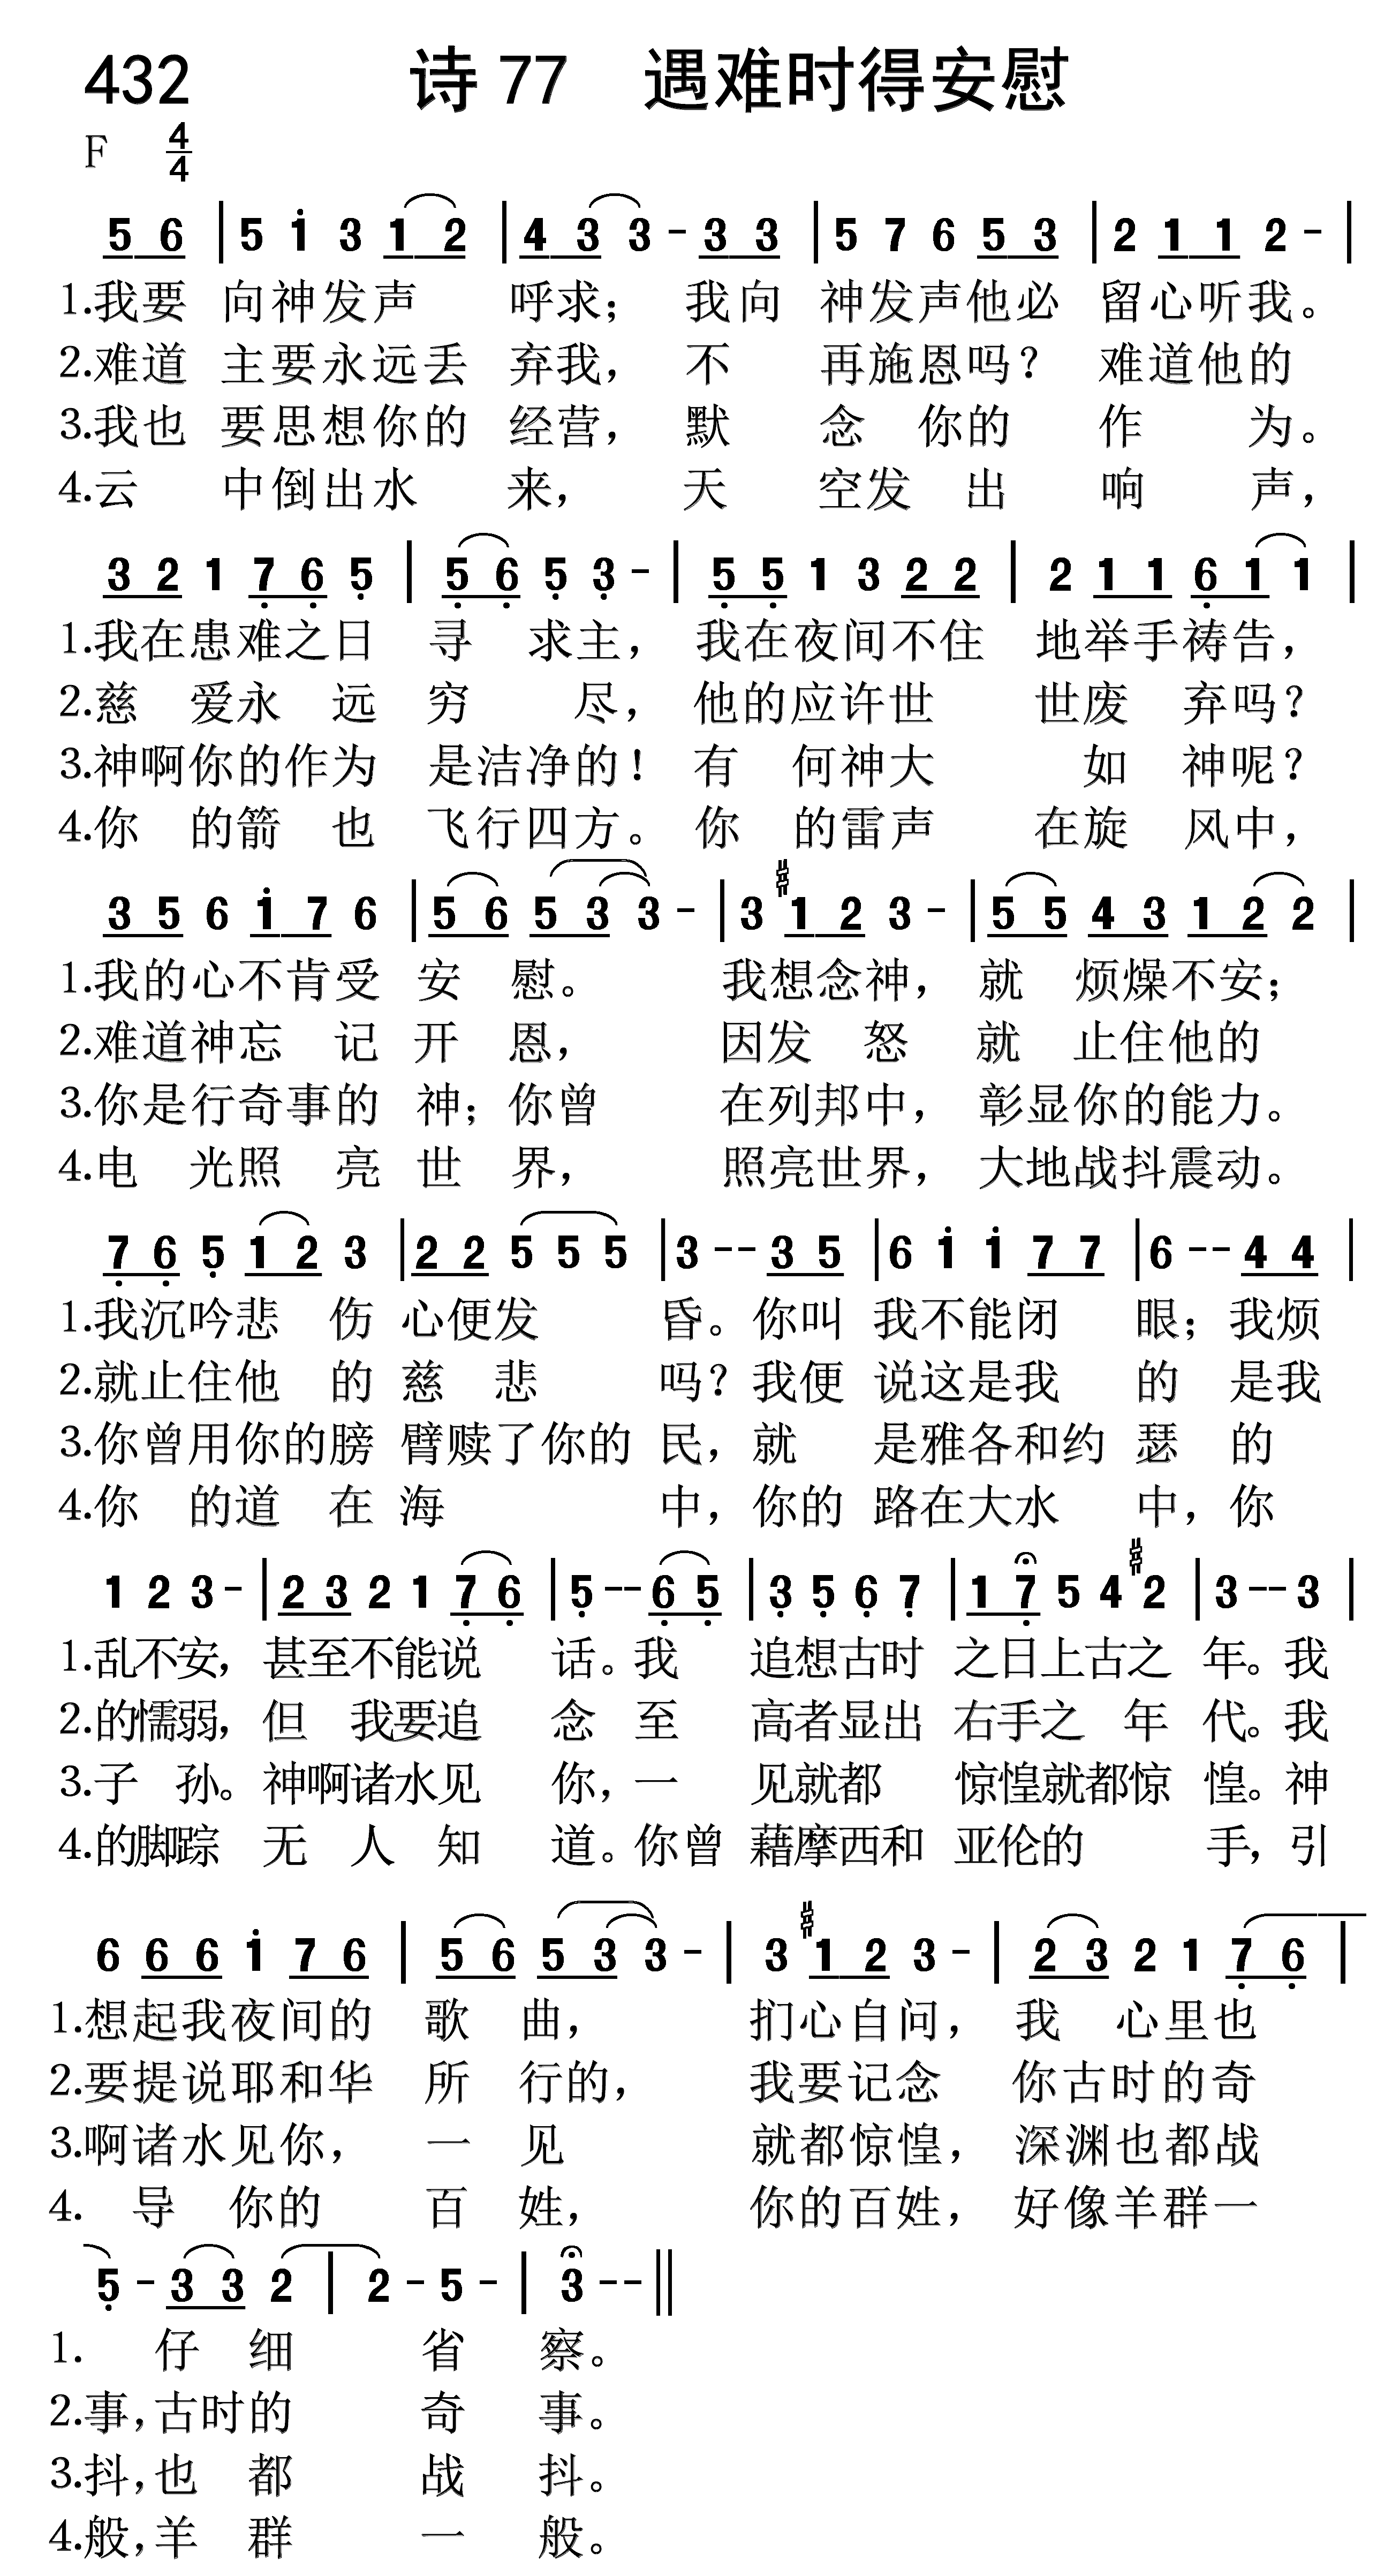 432 诗 77 遇难时得安慰
F 4/4
5 6 | 5 i 3 1 2 | 4 3 3 - 3 3 | 5 7 6 5 3 | 2 1 1 2 - |
1.我要 向神发声 呼求； 我向 神发声他必 留心听我。
2.难道 主要永远丢 弃我， 不 再施恩吗？ 难道他的
3.我也 要思想你的 经营， 默 念 你的 作 为。
4.云 中倒出水 来， 天 空发 出 响 声，
3 2 1 7 6 5 | 5 6 5 3 - | 5 5 1 3 2 2 | 2 1 1 6 1 1 |
1.我在患难之日 寻 求主， 我在夜间不住 地举手祷告，
2.慈 爱永 远 穷 尽， 他的应许世 世废 弃吗？
3.神啊你的作为 是洁净的！ 有 何神大 如 神呢？
4.你 的箭 也 飞行四方。 你 的雷声 在旋 风中，
3 5 6 i 7 6 | 5 6 5 3 3 - | 3 #1 2 3 - | 5 5 4 3 1 2 2 |
1.我的心不肯受 安 慰。 我想念神， 就 烦燥不安；
2.难道神忘 记 开 恩， 因发 怒 就 止住他的
3.你是行奇事的 神；你曾 在列邦中， 彰显你的能力。
4.电 光照 亮 世 界， 照亮世界， 大地战抖震动。
7 6 5 1 2 3 | 2 2 5 5 5 | 3 - - 3 5 | 6 i i 7 7 | 6 - - 4 4 |
1.我沉吟悲 伤 心便发 昏。你叫 我不能闭 眼；我烦
2.就止住他 的 慈 悲 吗？我便 说这是我 的 是我
3.你曾用你的膀 臂赎了你的 民，就 是雅各和约 瑟 的
4.你 的道 在 海 中，你的 路在大水 中，你
1 2 3 - | 2 3 2 1 7 6 | 5 - - 6 5 | 3 5 6 7 | 1 7 5 4 #2 | 3 - - 3 |
1.乱不安，甚至不能说 话。我 追想古时 之日上古之 年。我
2.的懦弱，但 我要追 念 至 高者显出 右手之 年 代。我
3.子 孙。神啊诸水见 你，一 见就都 惊惶就都惊 惶。神
4.的脚踪 无 人 知 道。你曾 藉摩西和 亚伦的 手，引
6 6 6 i 7 6 | 5 6 5 3 3 - | 3 #1 2 3 - | 2 3 2 1 7 6 |
1.想起我夜间的 歌 曲， 扪心自问， 我 心里也
2.要提说耶和华 所 行的， 我要记念 你古时的奇
3.啊诸水见你， 一 见 就都惊惶， 深渊也都战
4. 导 你的 百 姓， 你的百姓， 好像羊群一
5 - 3 3 2 | 2 - 5 - | 3 - - ||
1. 仔 细 省 察。
2.事，古时的 奇 事。
3.抖，也 都 战 抖。
4.般，羊 群 一 般。